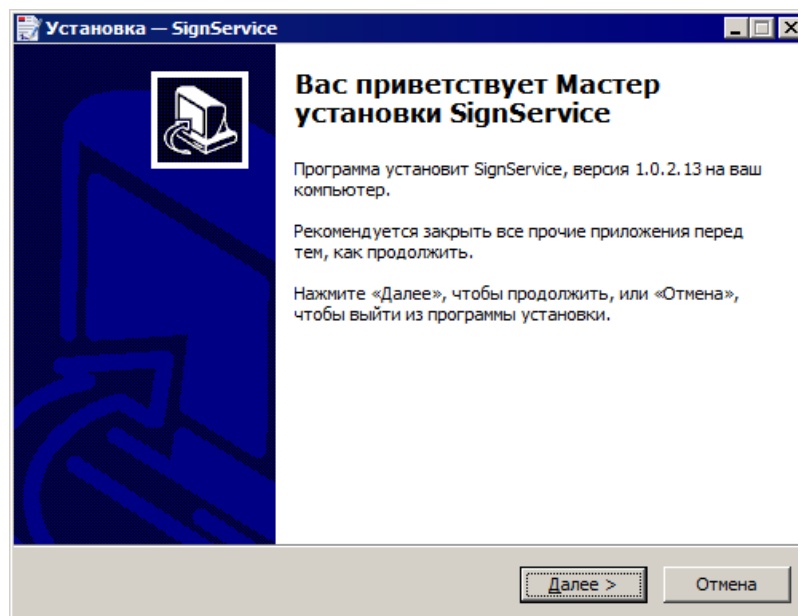 Установка — SignService
Вас приветствует Мастер
установки SignService
Программа установит SignService, версия 1.0.2.13 на ваш
компьютер.
Рекомендуется закрыть все прочие приложения перед
тем, как продолжить.
Нажмите «Далее», чтобы продолжить, или «Отмена»,
чтобы выйти из программы установки.
Далее >
Отмена